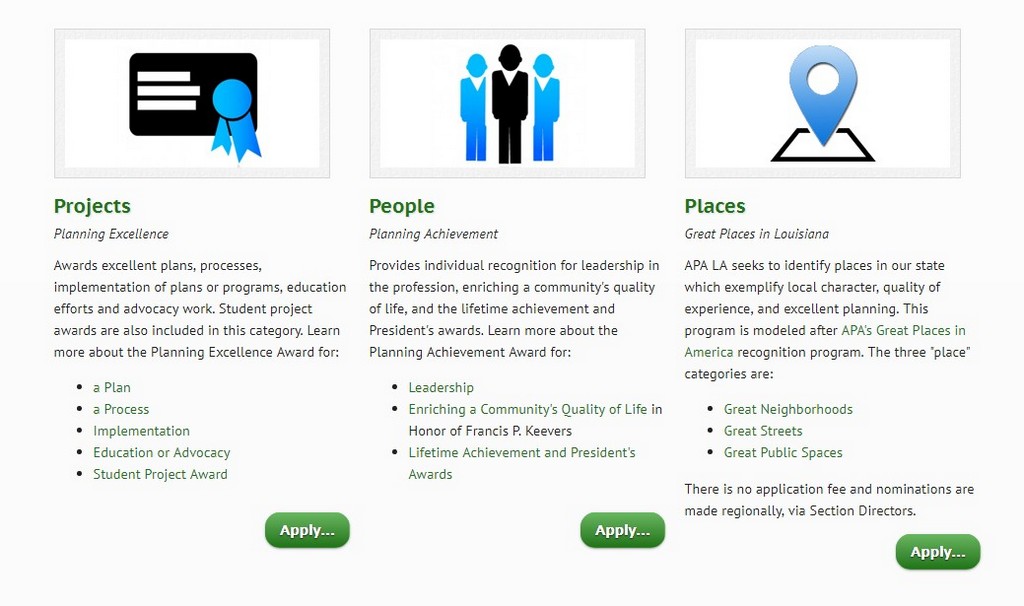 Projects
Planning Excellence
Awards excellent plans, processes,
implementation of plans or programs, education
efforts and advocacy work. Student project
awards are also included in this category. Learn
more about the Planning Excellence Award for:
a Plan
a Process
Implementation
Education or Advocacy
Student Project Award
Apply...
People
Planning Achievement
Provides individual recognition for leadership in
the profession, enriching a community's quality
of life, and the lifetime achievement and
President's awards. Learn more about the
Planning Achievement Award for:
Leadership
Enriching a Community's Quality of Life in
Honor of Francis P. Keevers
Lifetime Achievement and President's
Awards
Apply...
Places
Great Places in Louisiana
APA LA seeks to identify places in our state
which exemplify local character, quality of
experience, and excellent planning. This
program is modeled after APA's Great Places in
America recognition program. The three "place"
categories are:
Great Neighborhoods
Great Streets
Great Public Spaces
There is no application fee and nominations are
made regionally, via Section Directors.
Apply...